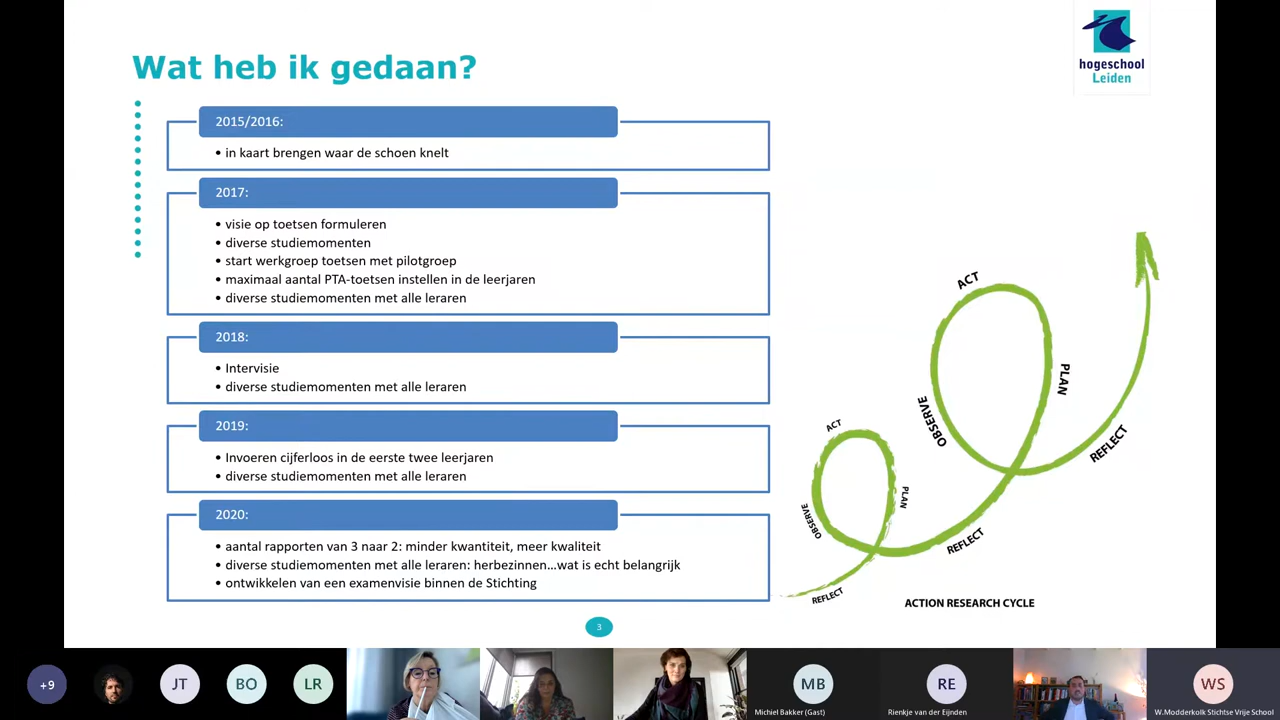 Wat heb ik gedaan?
hogeschool
Leiden
2015/2016:
• in kaart brengen waar de schoen knelt
2017:
• visie op toetsen formuleren
• diverse studiemomenten
• start werkgroep toetsen met pilotgroep
• maximaal aantal PTA-toetsen instellen in de leerjaren
• diverse studiemomenten met alle leraren
2018:
• Intervisie
• diverse studiemomenten met alle leraren
2019:
• Invoeren cijferloos in de eerste twee leerjaren
• diverse studiemomenten met alle leraren
2020:
• aantal rapporten van 3 naar 2: minder kwantiteit, meer kwaliteit
• diverse studiemomenten met alle leraren: herbezinnen...wat is echt belangrijk
• ontwikkelen van een examenvisie binnen de Stichting
REFLECT
OBSERVE
ACT
PLAN
REFLECT
OBSERVE
ACT
PLAN
REFLECT
ACTION RESEARCH CYCLE
3
+9
JT
BO
LR
MB
Michiel Bakker (Gast)
RE
Rienkje van der Eijnden
WS
W.Modderkolk Stichtse Vrije School